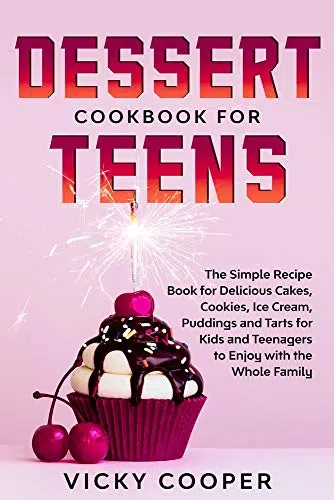 DESSERT
COOKBOOK FOR
TEENS
The Simple Recipe
Book for Delicious Cakes,
Cookies, Ice Cream,
Puddings and Tarts for
Kids and Teenagers
to Enjoy with the
Whole Family
VICKY COOPER